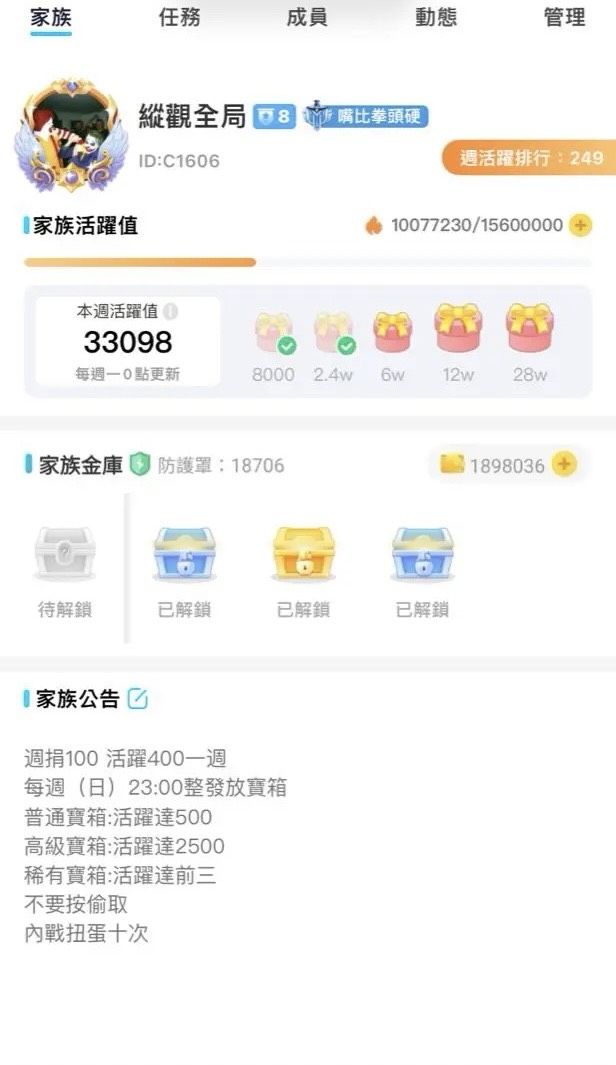 家族 任務 成員 動態 管理
縱觀全局 8 嘴比拳頭硬
ID:C1606
週活躍排行：249
家族活躍值 10077230/15600000
本週活躍值
33098
每週一0點更新
8000 2.4w 6w 12w 28w
家族金庫 防護罩：18706 1898036
待解鎖 已解鎖 已解鎖 已解鎖
家族公告
週捐100 活躍400一週
每週（日）23:00整發放寶箱
普通寶箱:活躍達500
高級寶箱:活躍達2500
稀有寶箱:活躍達前三
不要按偷取
內戰扭蛋十次